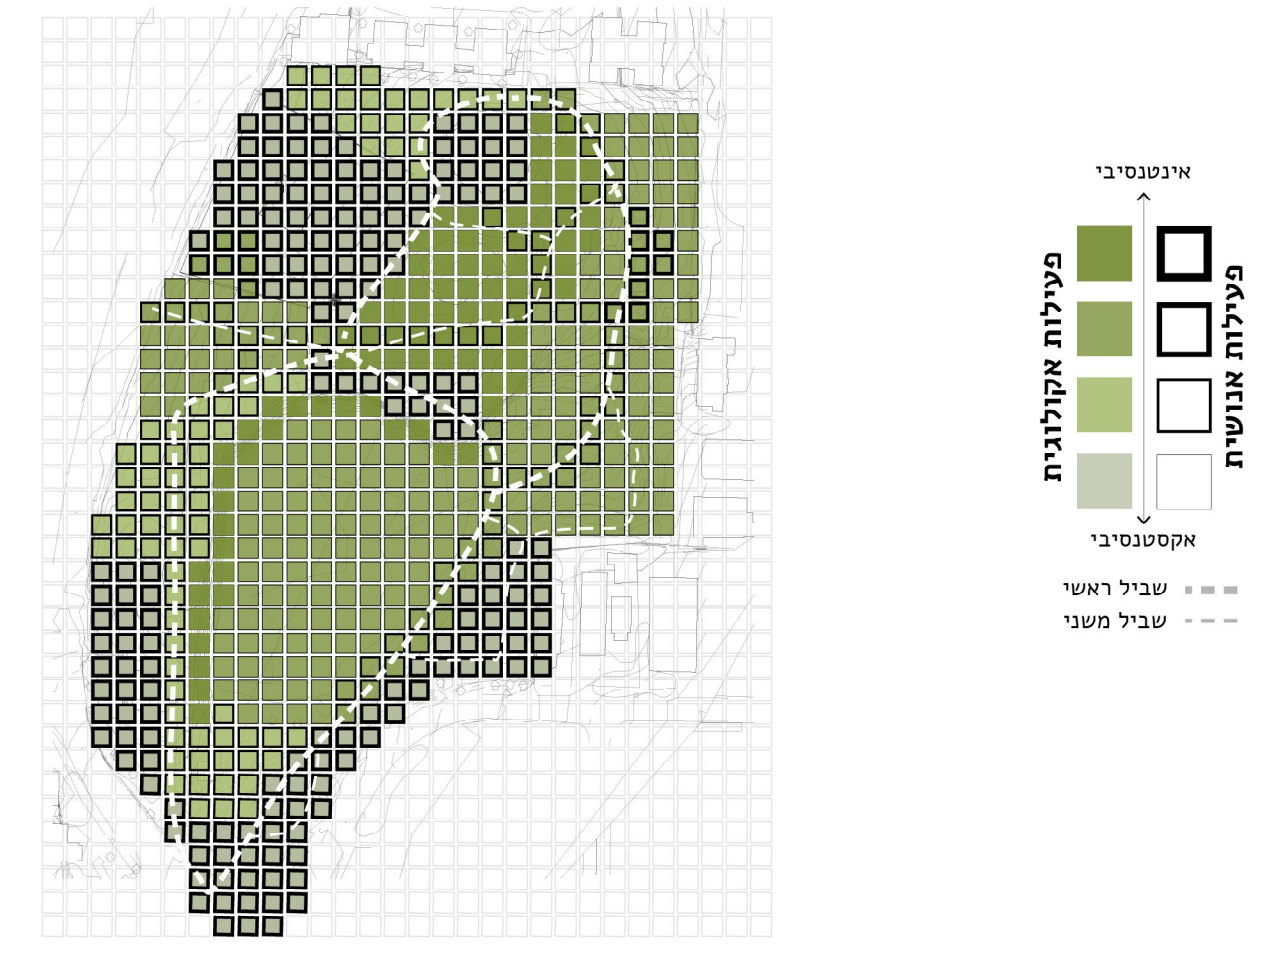 אינטנסיבי
פעילות אקולוגית
פעילות אנושית
אקסטנסיבי
שביל ראשי
שביל משני